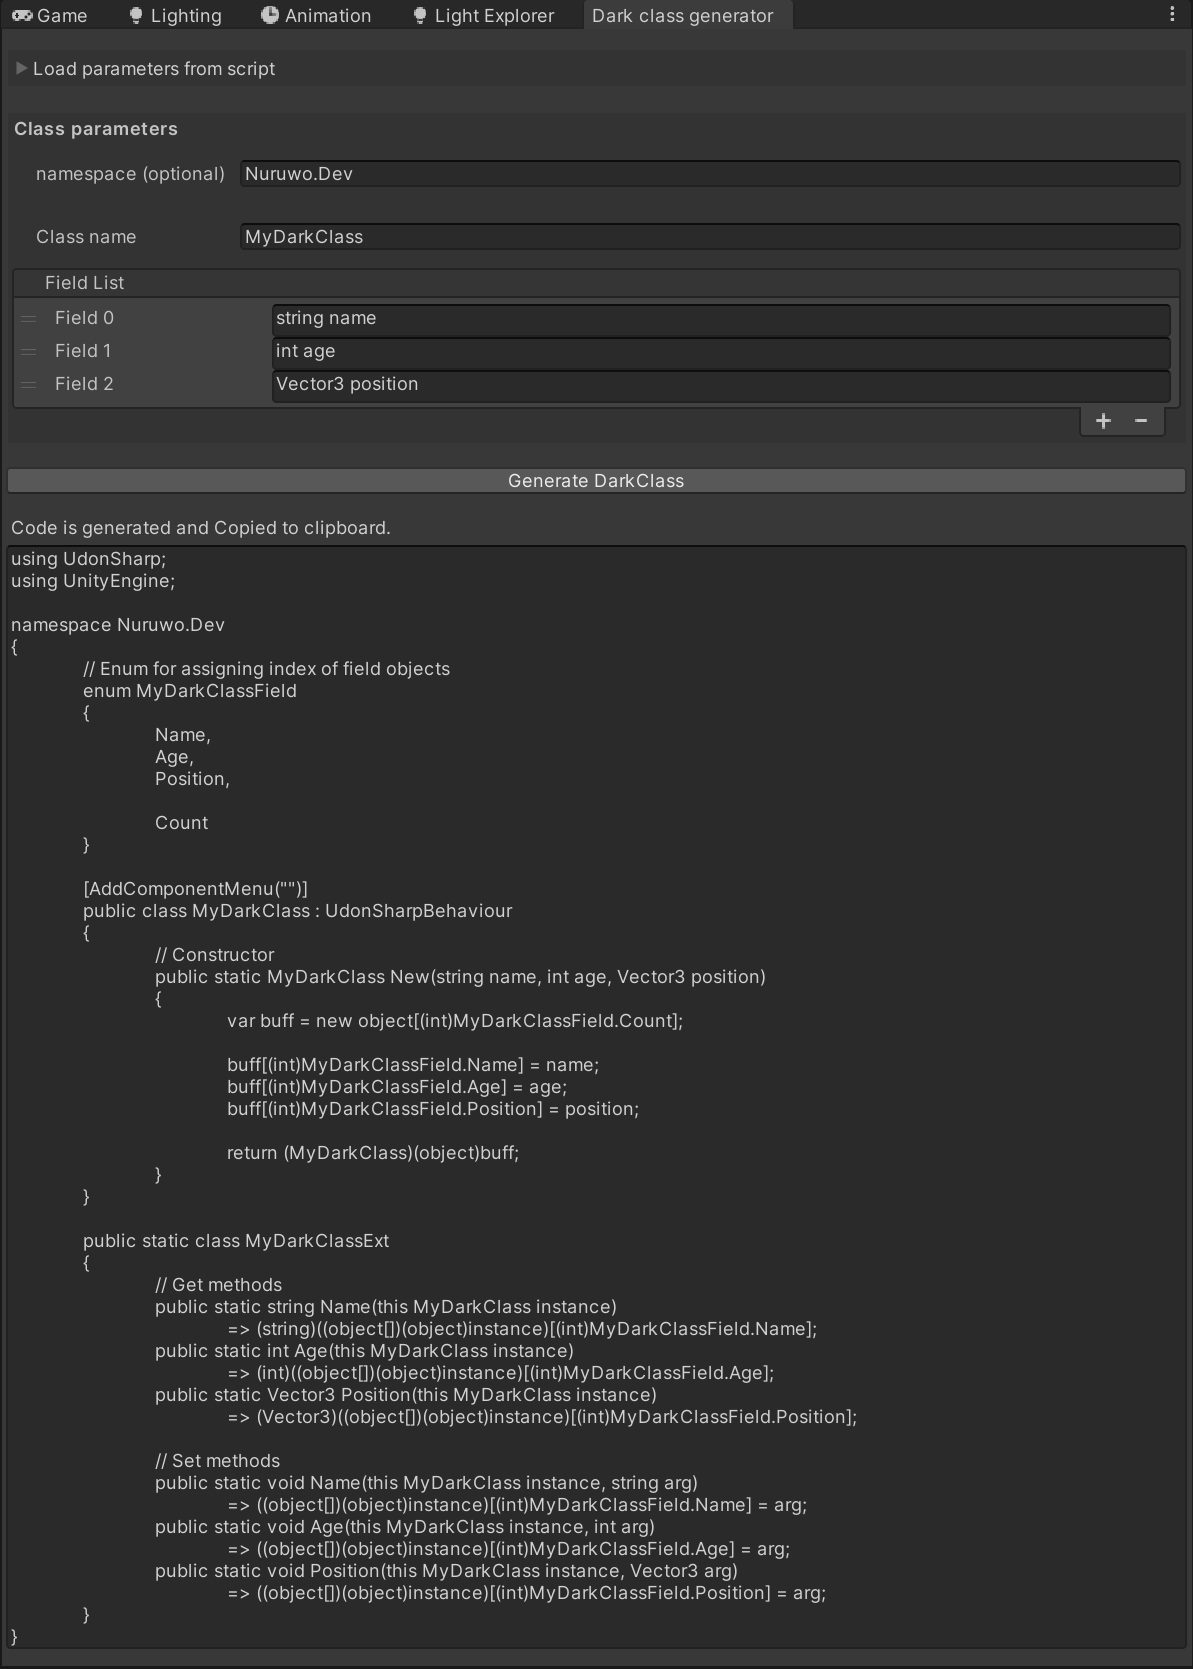 Game Lighting Animation Light Explorer Dark class generator
Load parameters from script
Class parameters
namespace (optional) Nuruwo.Dev
Class name MyDarkClass
Field List
Field 0 string name
Field 1 int age
Field 2 Vector3 position
+ -
Generate DarkClass
Code is generated and Copied to clipboard.
using UdonSharp;
using UnityEngine;
namespace Nuruwo.Dev
{
// Enum for assigning index of field objects
enum MyDarkClassField
{
Name,
Age,
Position,
Count
}
[AddComponentMenu("")]
public class MyDarkClass : UdonSharpBehaviour
{
// Constructor
public static MyDarkClass New(string name, int age, Vector3 position)
{
var buff = new object[(int)MyDarkClassField.Count];
buff[(int)MyDarkClassField.Name] = name;
buff[(int)MyDarkClassField.Age] = age;
buff[(int)MyDarkClassField.Position] = position;
return (MyDarkClass)(object)buff;
}
}
public static class MyDarkClassExt
{
// Get methods
public static string Name(this MyDarkClass instance)
=> (string)((object[])(object)instance)[(int)MyDarkClassField.Name];
public static int Age(this MyDarkClass instance)
=> (int)((object[])(object)instance)[(int)MyDarkClassField.Age];
public static Vector3 Position(this MyDarkClass instance)
=> (Vector3)((object[])(object)instance)[(int)MyDarkClassField.Position];
// Set methods
public static void Name(this MyDarkClass instance, string arg)
=> ((object[])(object)instance)[(int)MyDarkClassField.Name] = arg;
public static void Age(this MyDarkClass instance, int arg)
=> ((object[])(object)instance)[(int)MyDarkClassField.Age] = arg;
public static void Position(this MyDarkClass instance, Vector3 arg)
=> ((object[])(object)instance)[(int)MyDarkClassField.Position] = arg;
}
}